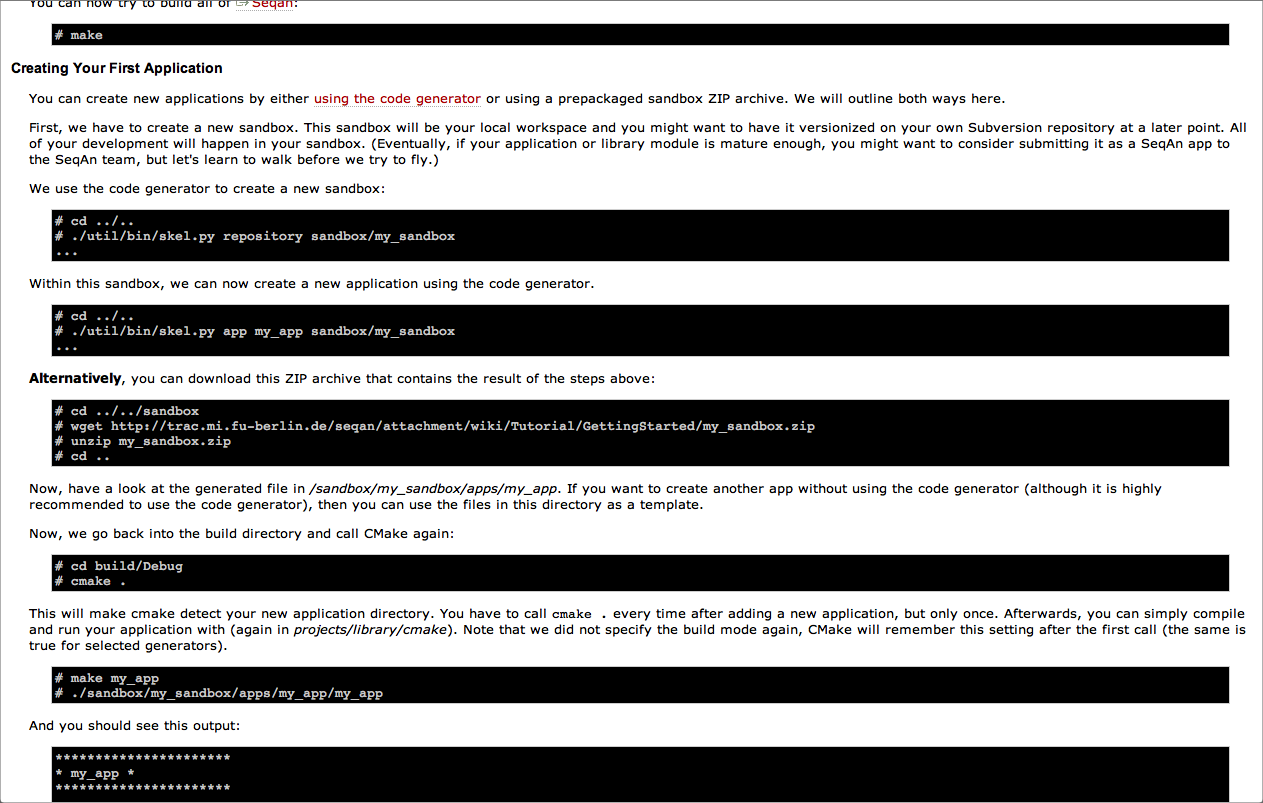 You can now try to build all of Seqan:
# make
Creating Your First Application
You can create new applications by either using the code generator or using a prepackaged sandbox ZIP archive. We will outline both ways here.
First, we have to create a new sandbox. This sandbox will be your local workspace and you might want to have it versionized on your own Subversion repository at a later point. All
of your development will happen in your sandbox. (Eventually, if your application or library module is mature enough, you might want to consider submitting it as a SeqAn app to
the SeqAn team, but let's learn to walk before we try to fly.)
We use the code generator to create a new sandbox:
# cd ../..
# ./util/bin/skel.py repository sandbox/my_sandbox
...
Within this sandbox, we can now create a new application using the code generator.
# cd ../..
# ./util/bin/skel.py app my_app sandbox/my_sandbox
...
Alternatively, you can download this ZIP archive that contains the result of the steps above:
# cd ../../sandbox
# wget http://trac.mi.fu-berlin.de/seqan/attachment/wiki/Tutorial/GettingStarted/my_sandbox.zip
# unzip my_sandbox.zip
# cd ..
Now, have a look at the generated file in /sandbox/my_sandbox/apps/my_app. If you want to create another app without using the code generator (although it is highly
recommended to use the code generator), then you can use the files in this directory as a template.
Now, we go back into the build directory and call CMake again:
# cd build/Debug
# cmake .
This will make cmake detect your new application directory. You have to call cmake . every time after adding a new application, but only once. Afterwards, you can simply compile
and run your application with (again in projects/library/cmake). Note that we did not specify the build mode again, CMake will remember this setting after the first call (the same is
true for selected generators).
# make my_app
# ./sandbox/my_sandbox/apps/my_app/my_app
And you should see this output:
**********************
* my_app *
**********************